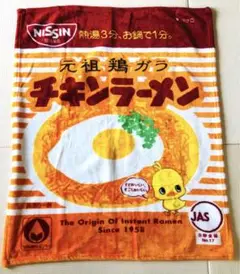 NISSIN
熱湯3分、お鍋で1分。
元祖 鶏ガラ
チキンラーメン
The Origin Of Instant Ramen
Since 1958
JAS